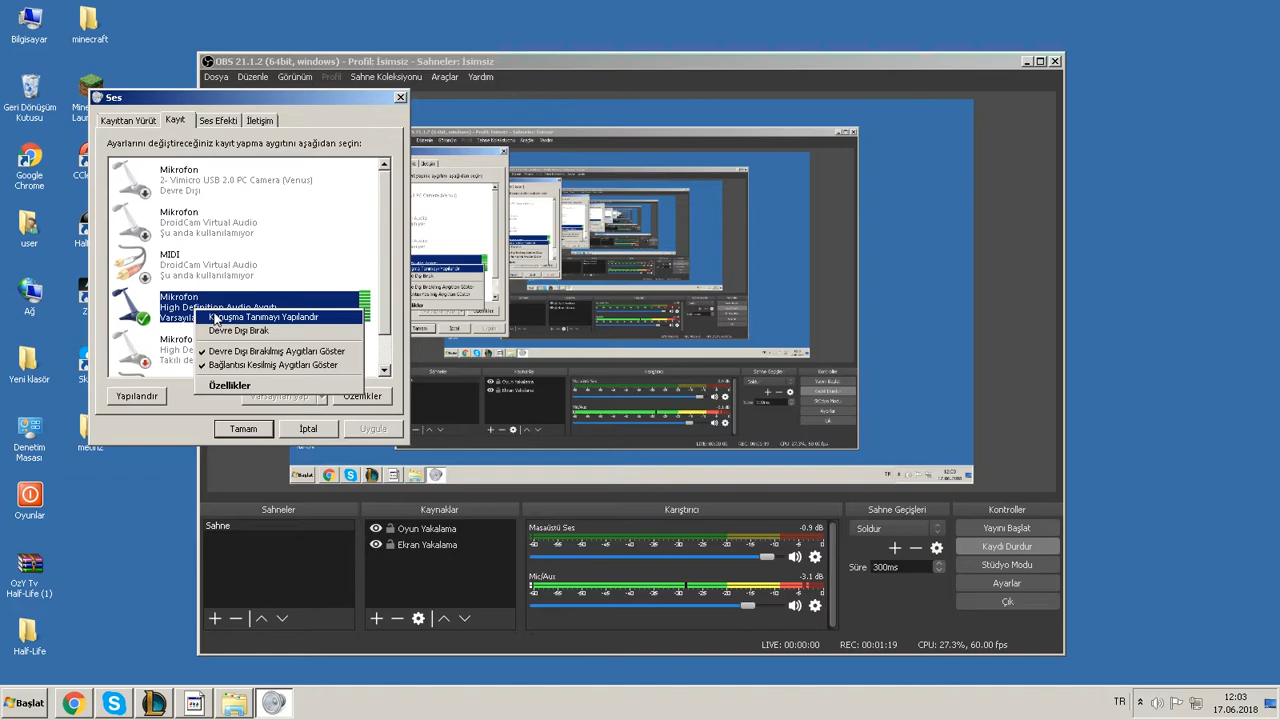 Bilgisayar
minecraft
Geri Dönüşüm
Kutusu
Google
Chrome
user
Ağ
Yeni klasör
Denetim
Masası
Oyunlar
OzY Tv
Half-Life (1)
Half-Life
OBS 21.1.2 (64bit, windows) - Profil: İsimsiz - Sahneler: İsimsiz
Dosya Düzenle Görünüm Profil Sahne Koleksiyonu Araçlar Yardım
Ses
Kayıttan Yürüt Kayıt Ses Efekti İletişim
Ayarlarını değiştireceğiniz kayıt yapma aygıtını aşağıdan seçin:
Mikrofon
2- Vimicro USB 2.0 PC Camera (Venus)
Devre Dışı
Mikrofon
DroidCam Virtual Audio
Şu anda kullanılamıyor
MIDI
DroidCam Virtual Audio
Şu anda kullanılamıyor
Mikrofon
High Definition Audio Aygıtı
Konuşma Tanımayı Yapılandır
Devre Dışı Bırak
Devre Dışı Bırakılmış Aygıtları Göster
Bağlantısı Kesilmiş Aygıtları Göster
Özellikler
Yapılandır Özellikler
Tamam İptal Uygula
Sahneler Kaynaklar Karıştırıcı Sahne Geçişleri Kontroller
Sahne
Oyun Yakalama
Ekran Yakalama
Masaüstü Ses -0.9 dB
Mic/Aux -3.1 dB
Soldur
Süre 300ms
Yayını Başlat
Kaydı Durdur
Stüdyo Modu
Ayarlar
Çık
LIVE: 00:00:00 REC: 00:01:19 CPU: 27.3%, 60.00 fps
Başlat
TR
12:03
17.06.2018